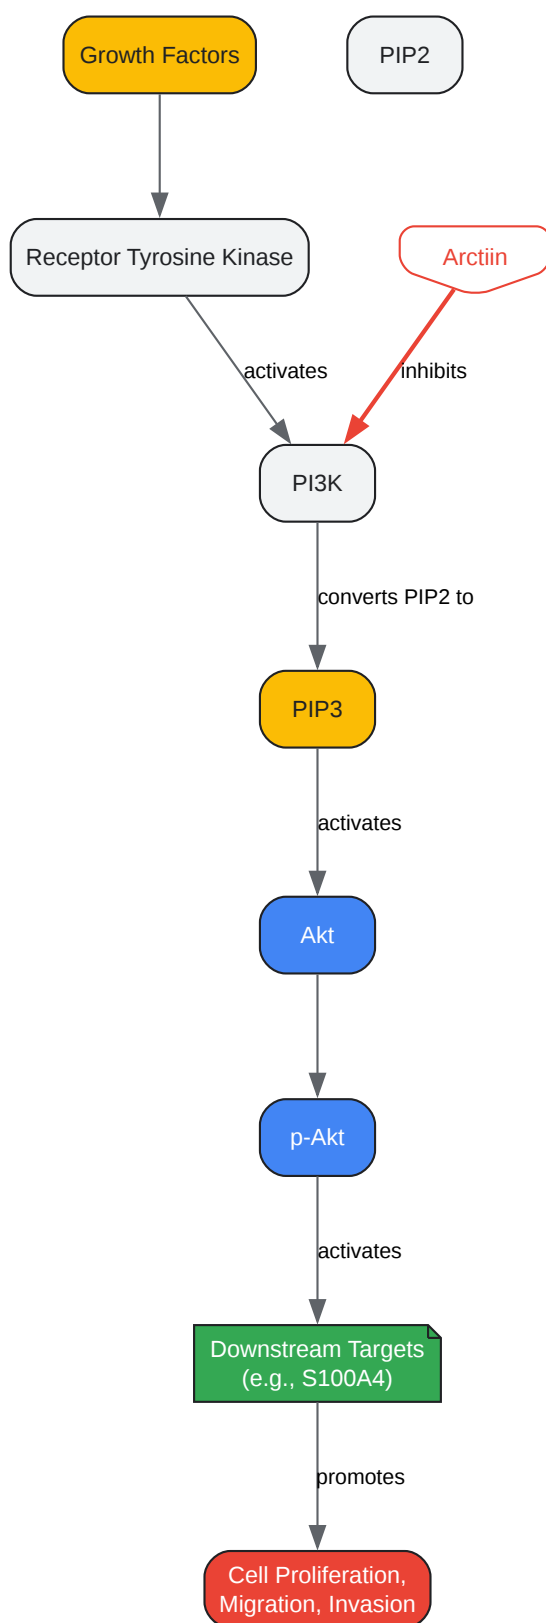 Growth Factors
PIP2
Receptor Tyrosine Kinase
Arctiin
activates
inhibits
PI3K
converts PIP2 to
PIP3
activates
Akt
p-Akt
activates
Downstream Targets
(e.g., S100A4)
promotes
Cell Proliferation,
Migration, Invasion